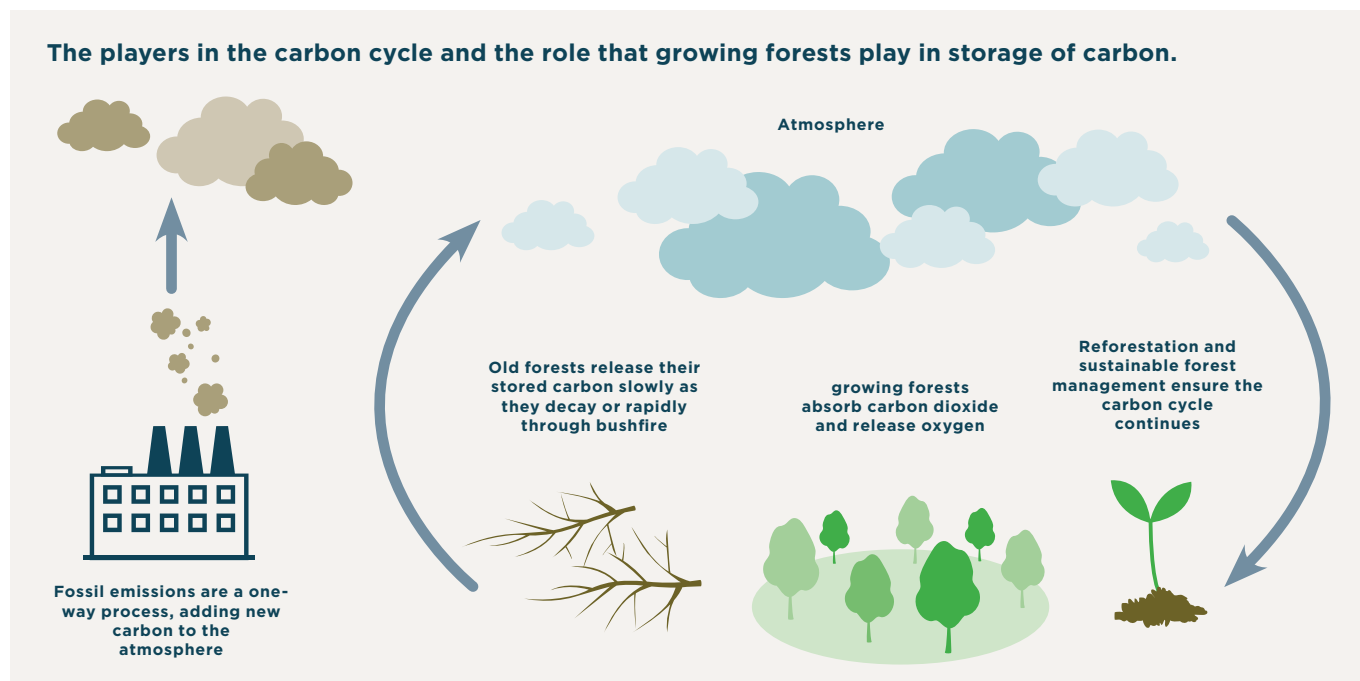 The players in the carbon cycle and the role that growing forests play in storage of carbon.
Atmosphere
Old forests release their
stored carbon slowly as
they decay or rapidly
through bushfire
growing forests
absorb carbon dioxide
and release oxygen
Reforestation and
sustainable forest
management ensure the
carbon cycle
continues
Fossil emissions are a one-
way process, adding new
carbon to the
atmosphere